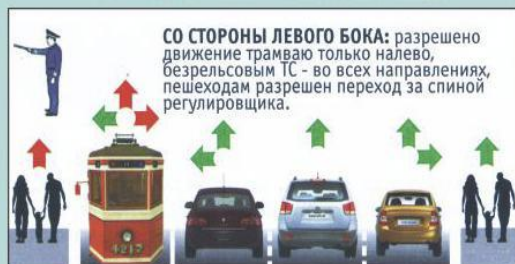 СО СТОРОНЫ ЛЕВОГО БОКА: разрешено
движение трамваю только налево,
безрельсовым ТС - во всех направлениях,
пешеходам разрешен переход за спиной
регулировщика.
4217